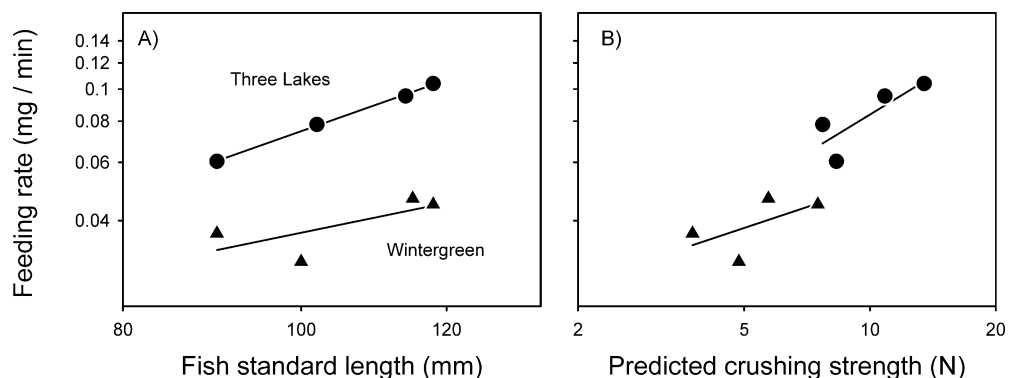 Feeding rate (mg / min)
0.14
0.12
0.1
0.08
0.06
0.04
A)
Three Lakes
Wintergreen
80
100
120
Fish standard length (mm)
B)
2
5
10
20
Predicted crushing strength (N)